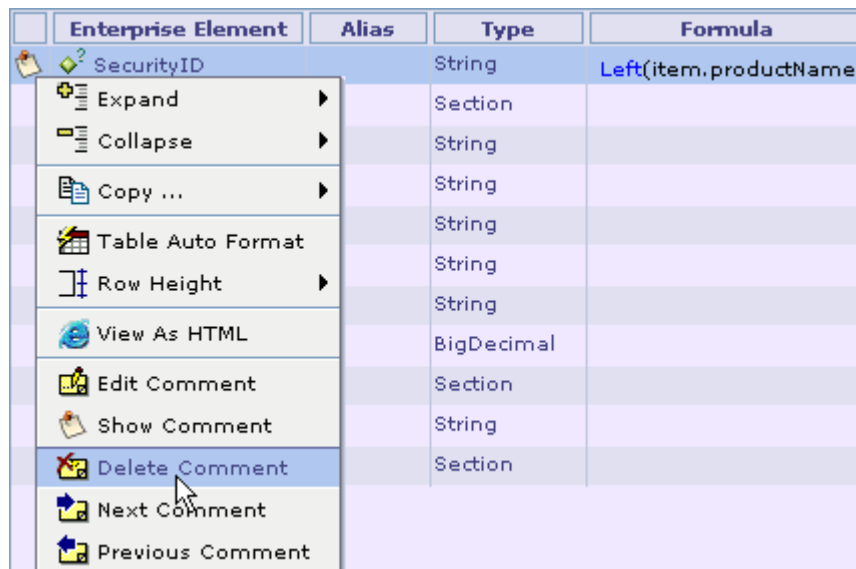 Enterprise Element Alias Type Formula
SecurityID String Left(item.productName
Expand Section
Collapse String
Copy ... String
String
Table Auto Format String
Row Height String
View As HTML BigDecimal
Edit Comment Section
Show Comment String
Delete Comment Section
Next Comment
Previous Comment